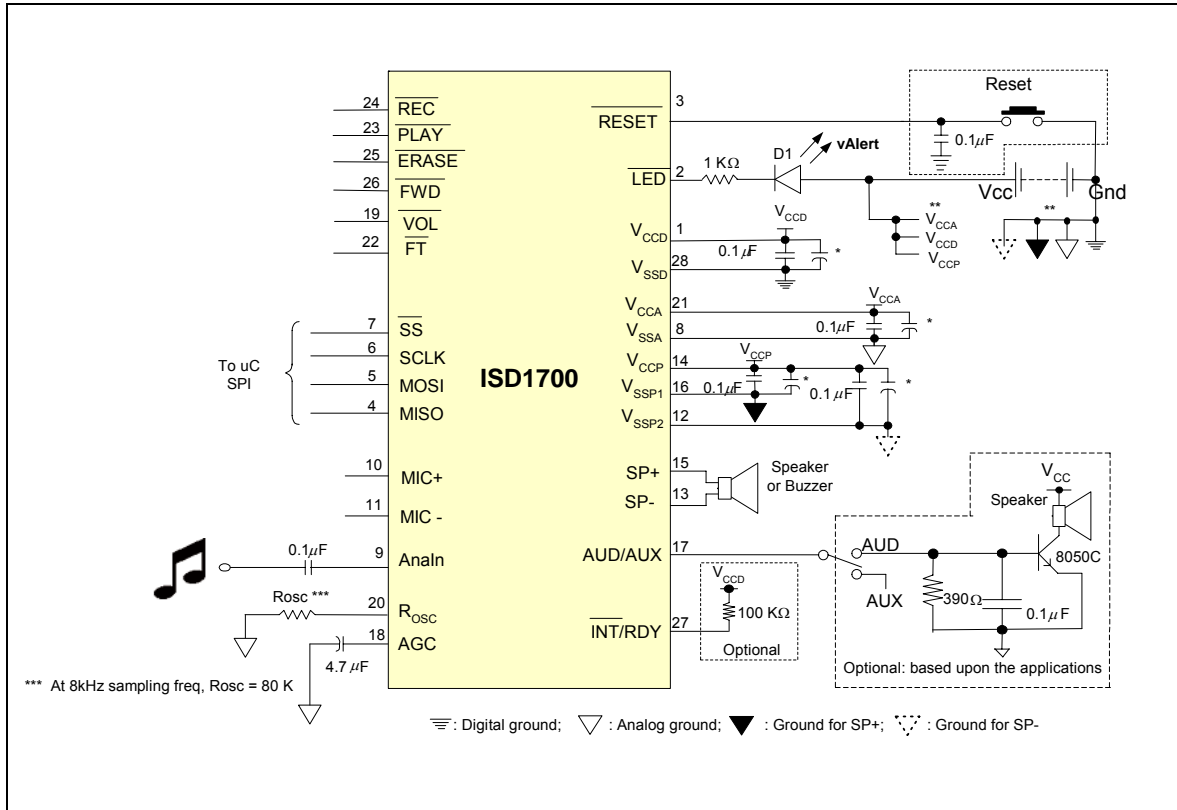 ISD1700
24 REC
23 PLAY
25 ERASE
26 FWD
19 VOL
22 FT
To uC
SPI
7 SS
6 SCLK
5 MOSI
4 MISO
10 MIC+
11 MIC -
0.1µF
9 AnaIn
Rosc ***
20 ROSC
18 AGC
4.7 µF
*** At 8kHz sampling freq, Rosc = 80 K
RESET 3
Reset
0.1µF
LED 2
1 KΩ
D1
vAlert
Vcc
Gnd
**
VCCA
VCCD
VCCP
**
VCCD 1
VCCD
0.1µF
*
VSSD 28
VCCA 21
VCCA
0.1µF
*
VSSA 8
VCCP 14
VCCP
0.1µF
*
0.1µF
*
VSSP1 16
VSSP2 12
SP+ 15
SP- 13
Speaker
or Buzzer
AUD/AUX 17
AUD
AUX
VCC
Speaker
8050C
390Ω
0.1µF
Optional: based upon the applications
INT/RDY 27
VCCD
100 KΩ
Optional
: Digital ground; : Analog ground; : Ground for SP+; : Ground for SP-